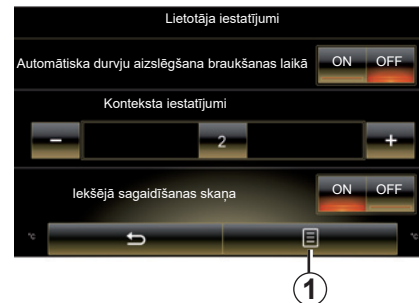 Lietotāja iestatījumi
Automātiska durvju aizslēgšana braukšanas laikā ON OFF
Konteksta iestatījumi
− 2 +
Iekšējā sagaidīšanas skaņa ON OFF
°C °C
1